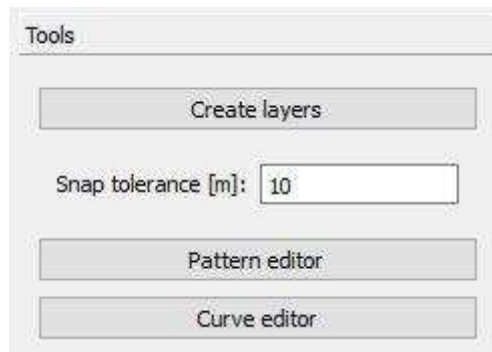 Tools
Create layers
Snap tolerance [m]: 10
Pattern editor
Curve editor